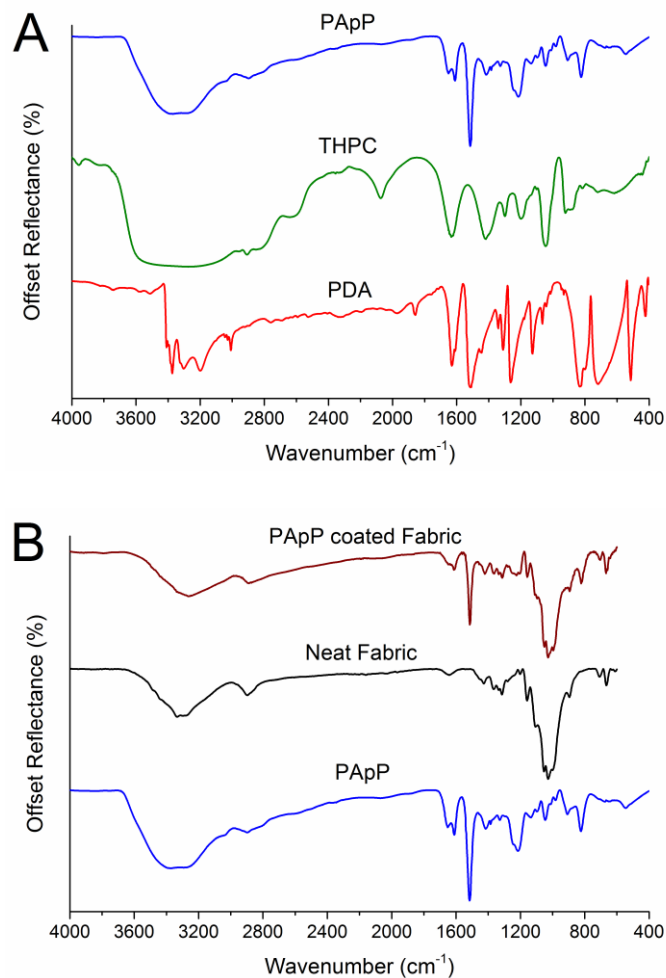 A
PApP
THPC
PDA
Offset Reflectance (%)
4000 3600 3200 2800 2400 2000 1600 1200 800 400
Wavenumber (cm-1)
B
PApP coated Fabric
Neat Fabric
PApP
Offset Reflectance (%)
4000 3600 3200 2800 2400 2000 1600 1200 800 400
Wavenumber (cm-1)